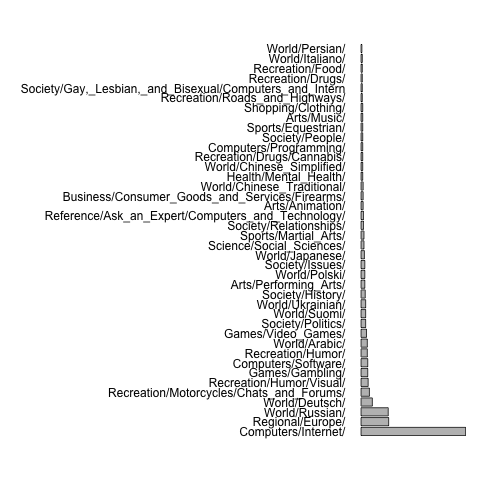 World/Persian/
World/Italiano/
Recreation/Food/
Recreation/Drugs/
Society/Gay,_Lesbian,_and_Bisexual/Computers_and_Intern
Recreation/Roads_and_Highways/
Shopping/Clothing/
Arts/Music/
Sports/Equestrian/
Society/People/
Computers/Programming/
Recreation/Drugs/Cannabis/
World/Chinese_Simplified/
Health/Mental_Health/
World/Chinese_Traditional/
Business/Consumer_Goods_and_Services/Firearms/
Arts/Animation/
Reference/Ask_an_Expert/Computers_and_Technology/
Society/Relationships/
Sports/Martial_Arts/
Science/Social_Sciences/
World/Japanese/
Society/Issues/
World/Polski/
Arts/Performing_Arts/
Society/History/
World/Ukrainian/
World/Suomi/
Society/Politics/
Games/Video_Games/
World/Arabic/
Recreation/Humor/
Computers/Software/
Games/Gambling/
Recreation/Humor/Visual/
Recreation/Motorcycles/Chats_and_Forums/
World/Deutsch/
World/Russian/
Regional/Europe/
Computers/Internet/